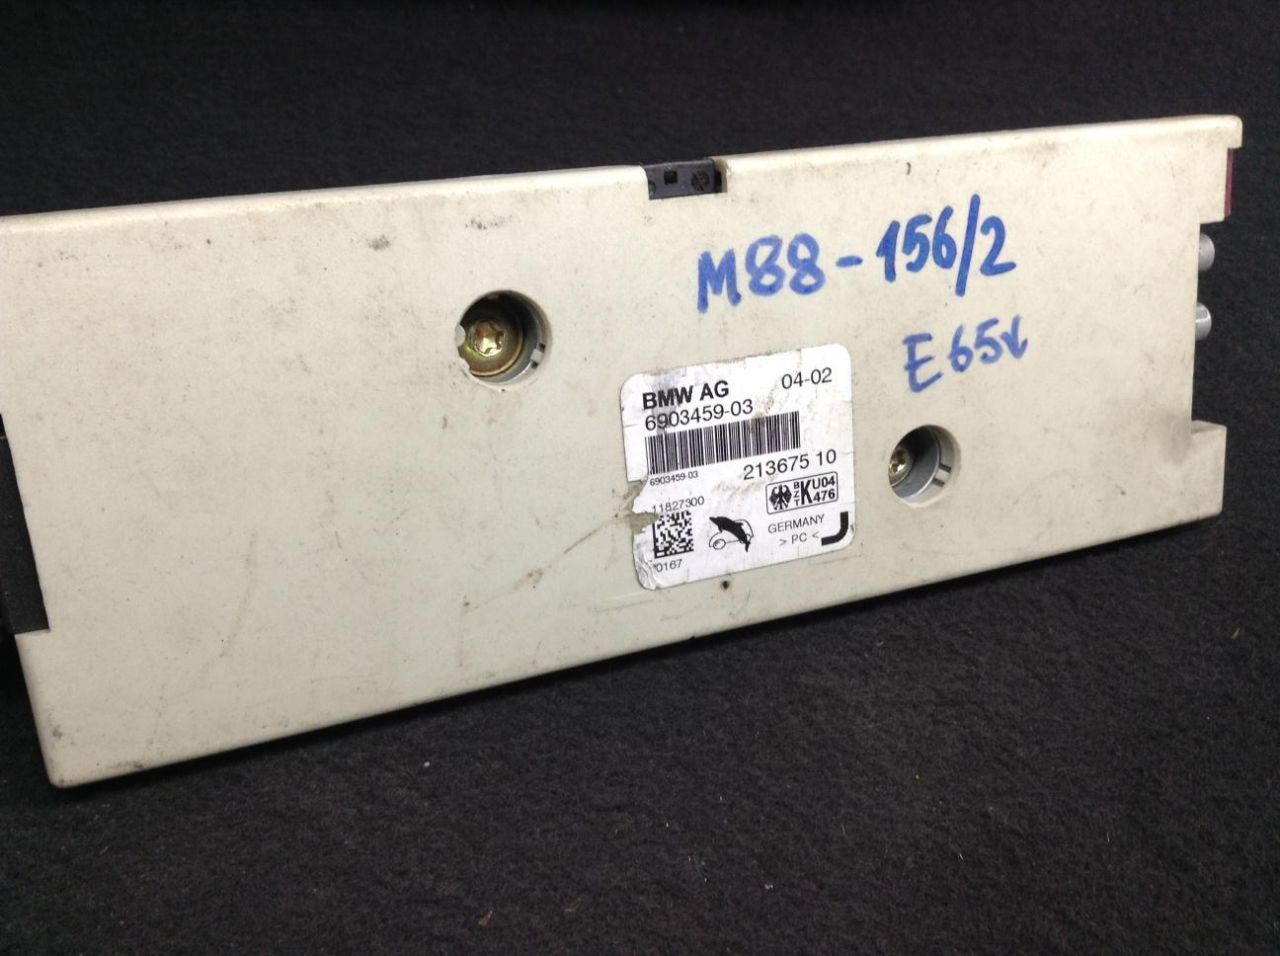 M88-156/2
E65
BMW AG 04-02
6903459-03
6903459-03 213675 10
11827300
BZT K U04 476
GERMANY
> PC <
0167